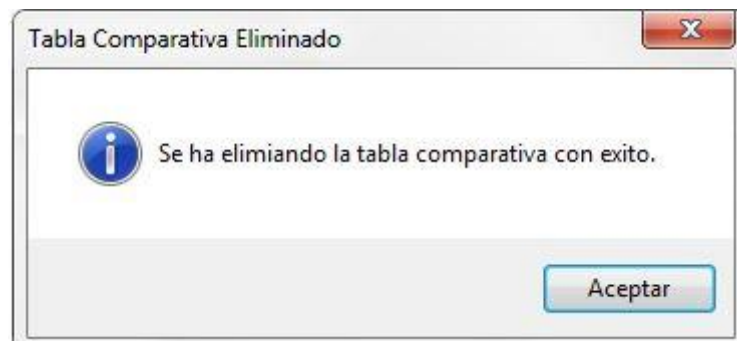 Tabla Comparativa Eliminado
Se ha elimiando la tabla comparativa con exito.
Aceptar